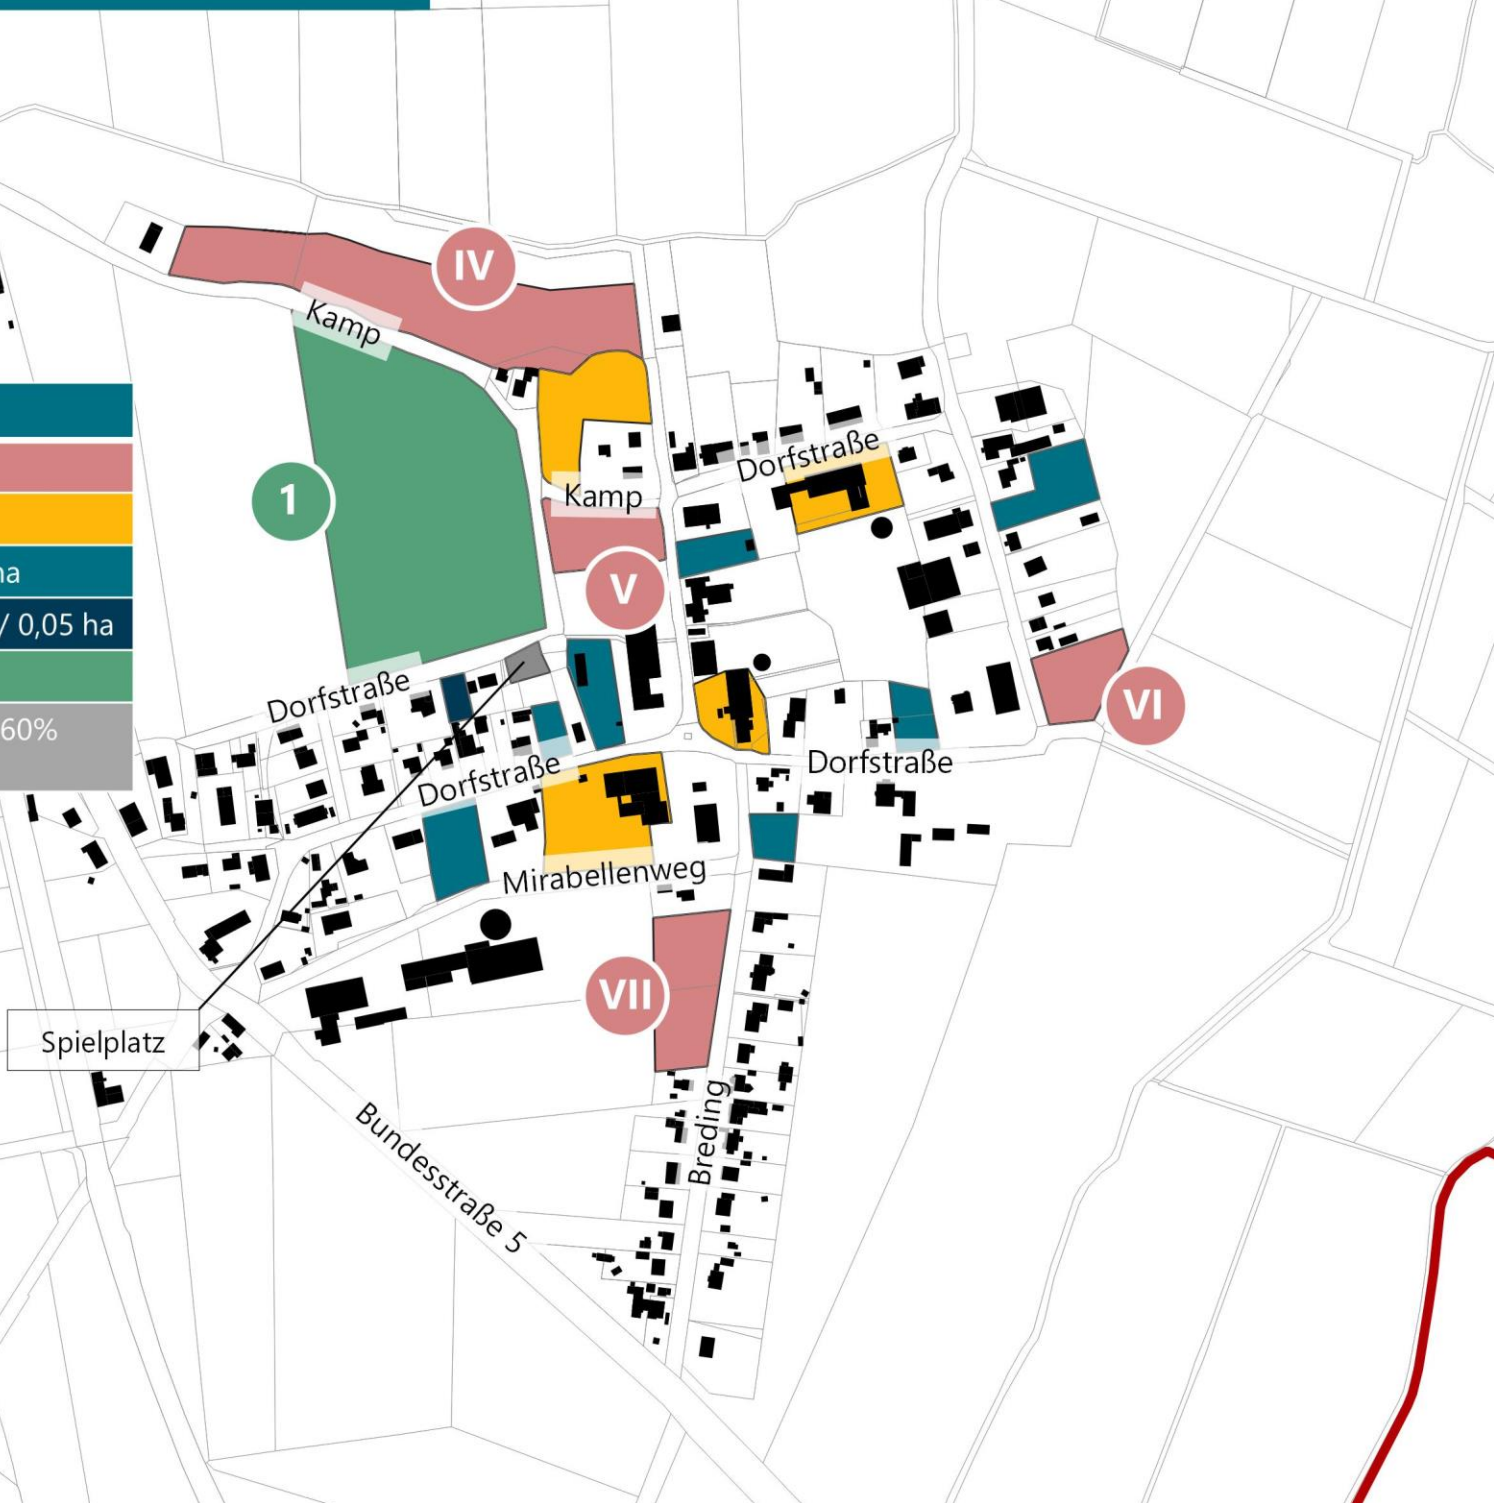 IV
Kamp
1
Dorfstraße
Kamp
ha
V
/ 0,05 ha
Dorfstraße
VI
60%
Dorfstraße
Dorfstraße
Mirabellenweg
VII
Spielplatz
Breding
Bundesstraße 5